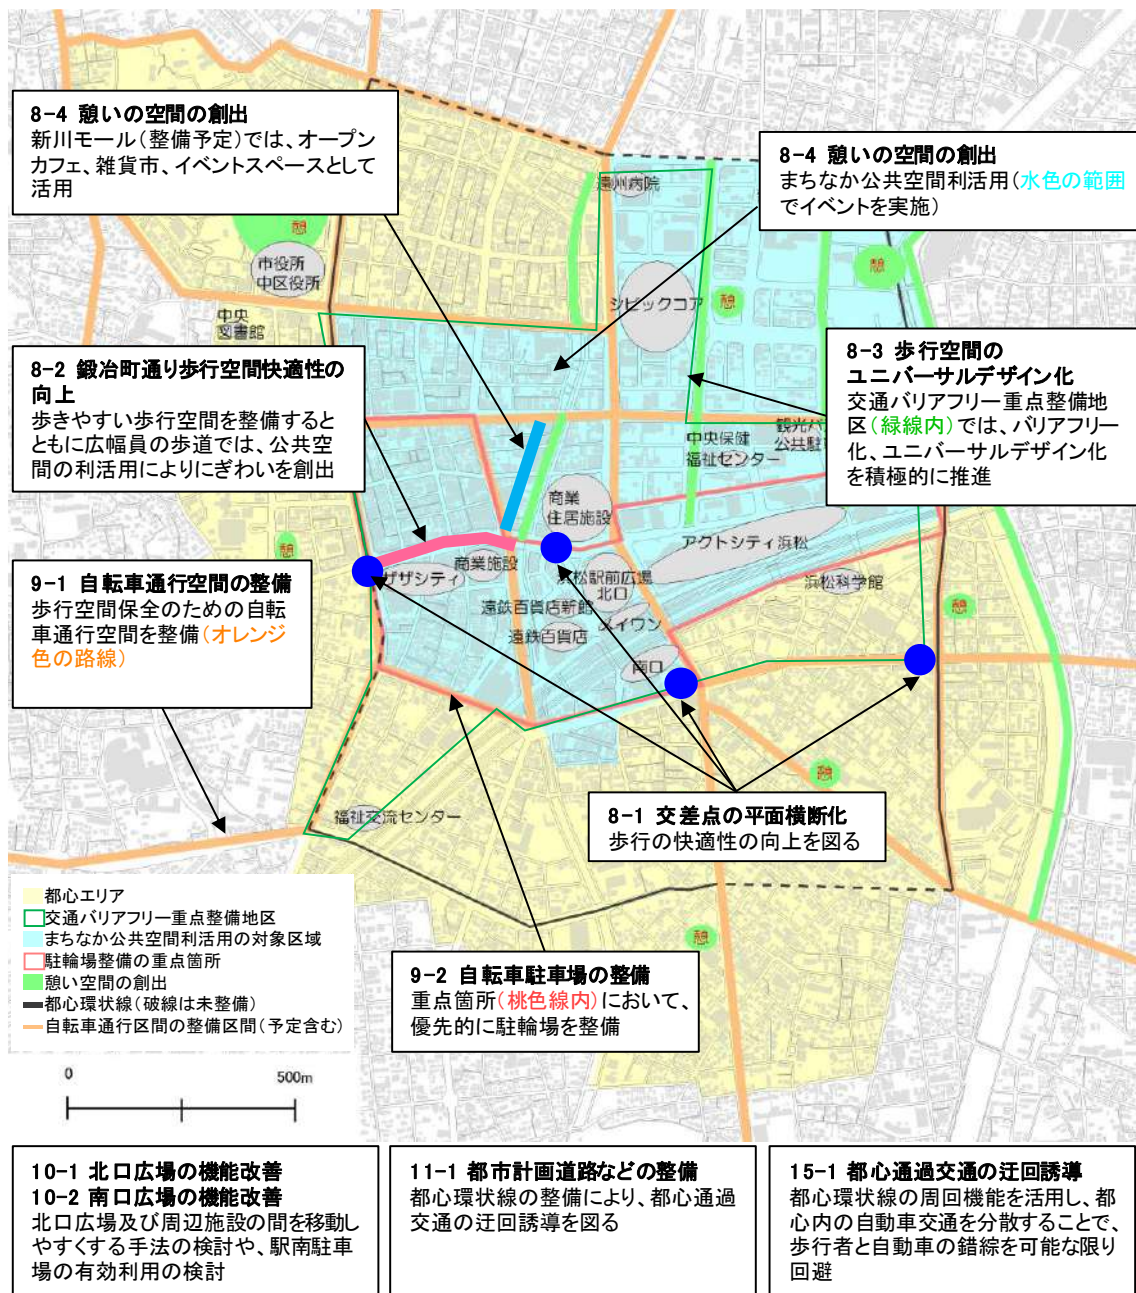 8-4 憩いの空間の創出
新川モール(整備予定)では、オープン
カフェ、雑貨市、イベントスペースとして
活用
8-4 憩いの空間の創出
まちなか公共空間利活用(水色の範囲
でイベントを実施)
遠州病院
憩
市役所
中区役所
憩
憩
シビックコア
中央
図書館
8-2 鍛冶町通り歩行空間快適性の
向上
歩きやすい歩行空間を整備すると
ともに広幅員の歩道では、公共空
間の利活用によりにぎわいを創出
8-3 歩行空間の
ユニバーサルデザイン化
交通バリアフリー重点整備地
区(緑線内)では、バリアフリー
化、ユニバーサルデザイン化
を積極的に推進
中央保健
福祉センター
観光バ
公共駐
商業
住居施設
アクトシティ浜松
憩
商業施設
ザザシティ
浜松駅前広場
北口
浜松科学館
遠鉄百貨店新館
メイワン
遠鉄百貨店
憩
南口
9-1 自転車通行空間の整備
歩行空間保全のための自転
車通行空間を整備(オレンジ
色の路線)
憩
8-1 交差点の平面横断化
歩行の快適性の向上を図る
福祉交流センター
都心エリア
交通バリアフリー重点整備地区
まちなか公共空間利活用の対象区域
駐輪場整備の重点箇所
憩い空間の創出
都心環状線(破線は未整備)
自転車通行区間の整備区間(予定含む)
憩
9-2 自転車駐車場の整備
重点箇所(桃色線内)において、
優先的に駐輪場を整備
0 500m
10-1 北口広場の機能改善
10-2 南口広場の機能改善
北口広場及び周辺施設の間を移動し
やすくする手法の検討や、駅南駐車
場の有効利用の検討
11-1 都市計画道路などの整備
都心環状線の整備により、都心通過
交通の迂回誘導を図る
15-1 都心通過交通の迂回誘導
都心環状線の周回機能を活用し、都
心内の自動車交通を分散することで、
歩行者と自動車の錯綜を可能な限り
回避